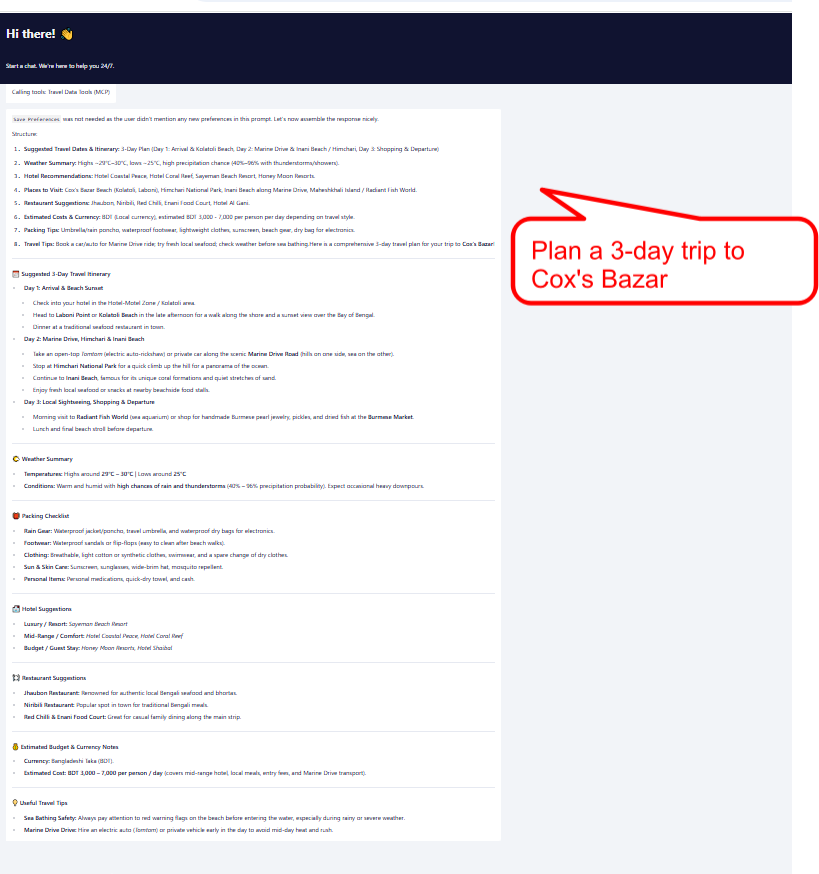 Hi there! 👋
Start a chat. We're here to help you 24/7.
Calling tools: Travel Data Tools (MCP)
Save Preferences was not needed as the user didn't mention any new preferences in this prompt. Let's now assemble the response nicely.
Structure:
1. Suggested Travel Dates & Itinerary: 3-Day Plan (Day 1: Arrival & Kolatoli Beach, Day 2: Marine Drive & Inani Beach / Himchari, Day 3: Shopping & Departure)
2. Weather Summary: Highs ~29°C–30°C, lows ~25°C, high precipitation chance (40%–96% with thunderstorms/showers).
3. Hotel Recommendations: Hotel Coastal Peace, Hotel Coral Reef, Sayeman Beach Resort, Honey Moon Resorts.
4. Places to Visit: Cox's Bazar Beach (Kolatoli, Laboni), Himchari National Park, Inani Beach along Marine Drive, Maheshkhali Island / Radiant Fish World.
5. Restaurant Suggestions: Jhaubon, Niribili, Red Chilli, Enani Food Court, Hotel Al Gani.
6. Estimated Costs & Currency: BDT (Local currency), estimated BDT 3,000 - 7,000 per person per day depending on travel style.
7. Packing Tips: Umbrella/rain poncho, waterproof footwear, lightweight clothes, sunscreen, beach gear, dry bag for electronics.
8. Travel Tips: Book a car/auto for Marine Drive ride; try fresh local seafood; check weather before sea bathing.Here is a comprehensive 3-day travel plan for your trip to Cox's Bazar!
Plan a 3-day trip to
Cox's Bazar
Suggested 3-Day Travel Itinerary
• Day 1: Arrival & Beach Sunset
◦ Check into your hotel in the Hotel-Motel Zone / Kolatoli area.
◦ Head to Laboni Point or Kolatoli Beach in the late afternoon for a walk along the shore and a sunset view over the Bay of Bengal.
◦ Dinner at a traditional seafood restaurant in town.
• Day 2: Marine Drive, Himchari & Inani Beach
◦ Take an open-top Tomtom (electric auto-rickshaw) or private car along the scenic Marine Drive Road (hills on one side, sea on the other).
◦ Stop at Himchari National Park for a quick climb up the hill for a panorama of the ocean.
◦ Continue to Inani Beach, famous for its unique coral formations and quiet stretches of sand.
◦ Enjoy fresh local seafood or snacks at nearby beachside food stalls.
• Day 3: Local Sightseeing, Shopping & Departure
◦ Morning visit to Radiant Fish World (sea aquarium) or shop for handmade Burmese pearl jewelry, pickles, and dried fish at the Burmese Market.
◦ Lunch and final beach stroll before departure.
Weather Summary
• Temperatures: Highs around 29°C – 30°C | Lows around 25°C
• Conditions: Warm and humid with high chances of rain and thunderstorms (40% – 96% precipitation probability). Expect occasional heavy downpours.
Packing Checklist
• Rain Gear: Waterproof jacket/poncho, travel umbrella, and waterproof dry bags for electronics.
• Footwear: Waterproof sandals or flip-flops (easy to clean after beach walks).
• Clothing: Breathable, light cotton or synthetic clothes, swimwear, and a spare change of dry clothes.
• Sun & Skin Care: Sunscreen, sunglasses, wide-brim hat, mosquito repellent.
• Personal Items: Personal medications, quick-dry towel, and cash.
Hotel Suggestions
• Luxury / Resort: Sayeman Beach Resort
• Mid-Range / Comfort: Hotel Coastal Peace, Hotel Coral Reef
• Budget / Guest Stay: Honey Moon Resorts, Hotel Shaibal
Restaurant Suggestions
• Jhaubon Restaurant: Renowned for authentic local Bengali seafood and bhortas.
• Niribili Restaurant: Popular spot in town for traditional Bengali meals.
• Red Chilli & Enani Food Court: Great for casual family dining along the main strip.
Estimated Budget & Currency Notes
• Currency: Bangladeshi Taka (BDT).
• Estimated Cost: BDT 3,000 – 7,000 per person / day (covers mid-range hotel, local meals, entry fees, and Marine Drive transport).
Useful Travel Tips
• Sea Bathing Safety: Always pay attention to red warning flags on the beach before entering the water, especially during rainy or severe weather.
• Marine Drive Drive: Hire an electric auto (Tomtom) or private vehicle early in the day to avoid mid-day heat and rush.